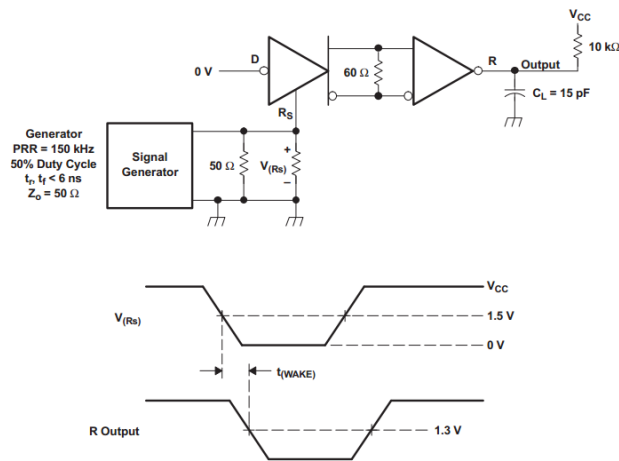 VCC
10 kΩ
D
0 V
60 Ω
R
Output
CL = 15 pF
RS
Generator
PRR = 150 kHz
50% Duty Cycle
tr, tf < 6 ns
Zo = 50 Ω
Signal
Generator
50 Ω
V(Rs)
+
–
V(Rs)
VCC
1.5 V
0 V
t(WAKE)
R Output
1.3 V